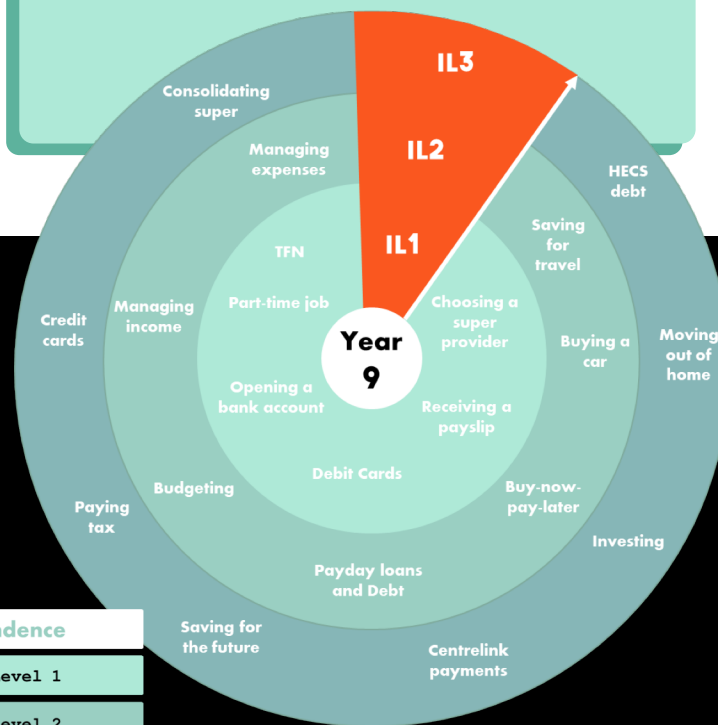 IL3
Consolidating
super
IL2
Managing
expenses
HECS
debt
Saving
for
travel
IL1
TFN
Part-time job
Choosing a
super
provider
Managing
income
Credit
cards
Year
9
Buying a
car
Moving
out of
home
Opening a
bank account
Receiving a
payslip
Debit Cards
Budgeting
Buy-now-
pay-later
Paying
tax
Investing
Payday loans
and Debt
Saving for
the future
Centrelink
payments
dence
evel 1
evel 2